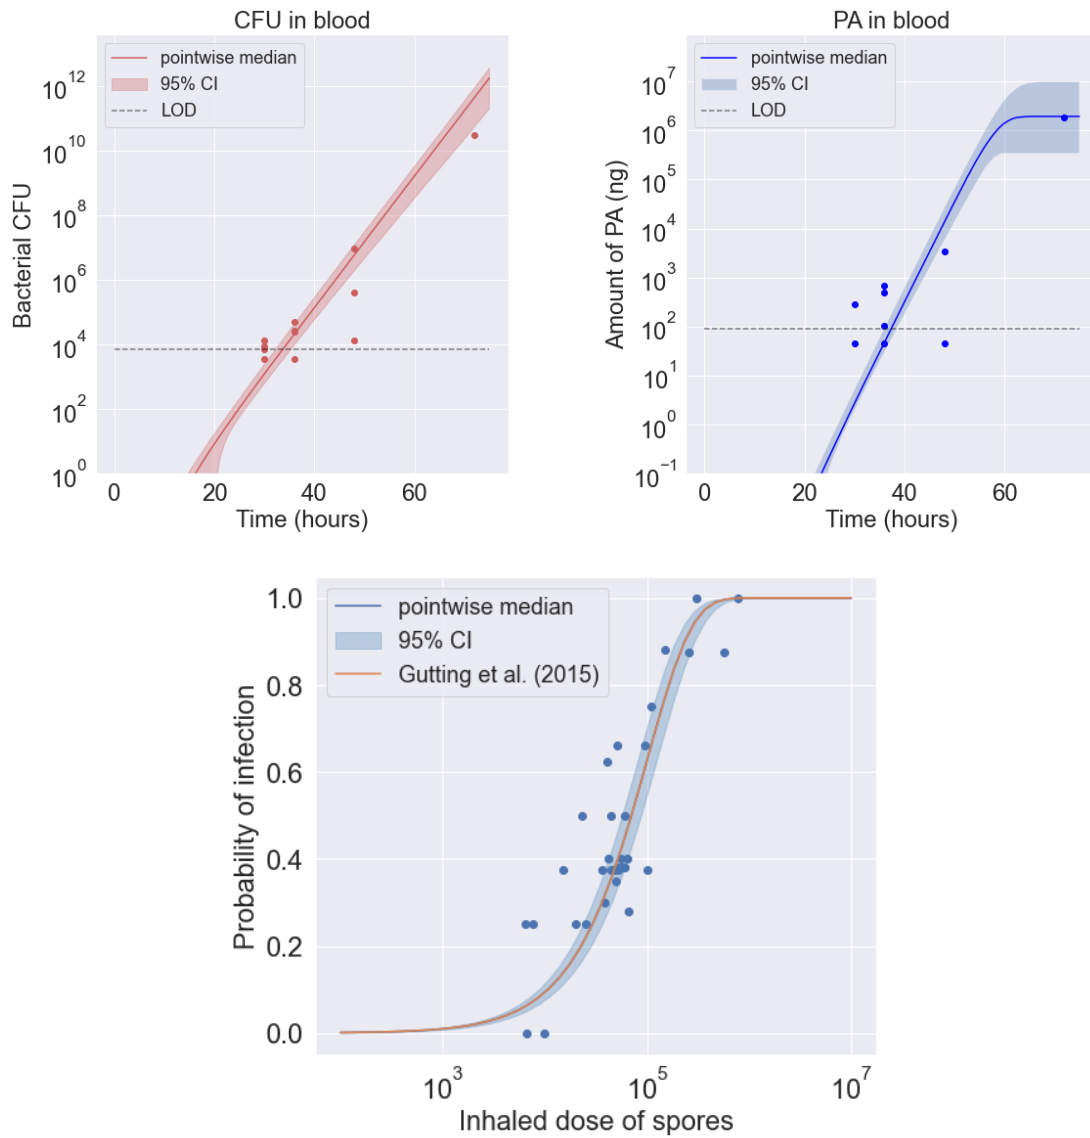 CFU in blood
pointwise median
95% CI
LOD
10^12
10^10
10^8
10^6
10^4
10^2
10^0
Bacterial CFU
0 20 40 60
Time (hours)
PA in blood
pointwise median
95% CI
LOD
10^7
10^6
10^5
10^4
10^3
10^2
10^1
10^0
10^−1
Amount of PA (ng)
0 20 40 60
Time (hours)
pointwise median
95% CI
Gutting et al. (2015)
1.0
0.8
0.6
0.4
0.2
0.0
Probability of infection
10^3 10^5 10^7
Inhaled dose of spores